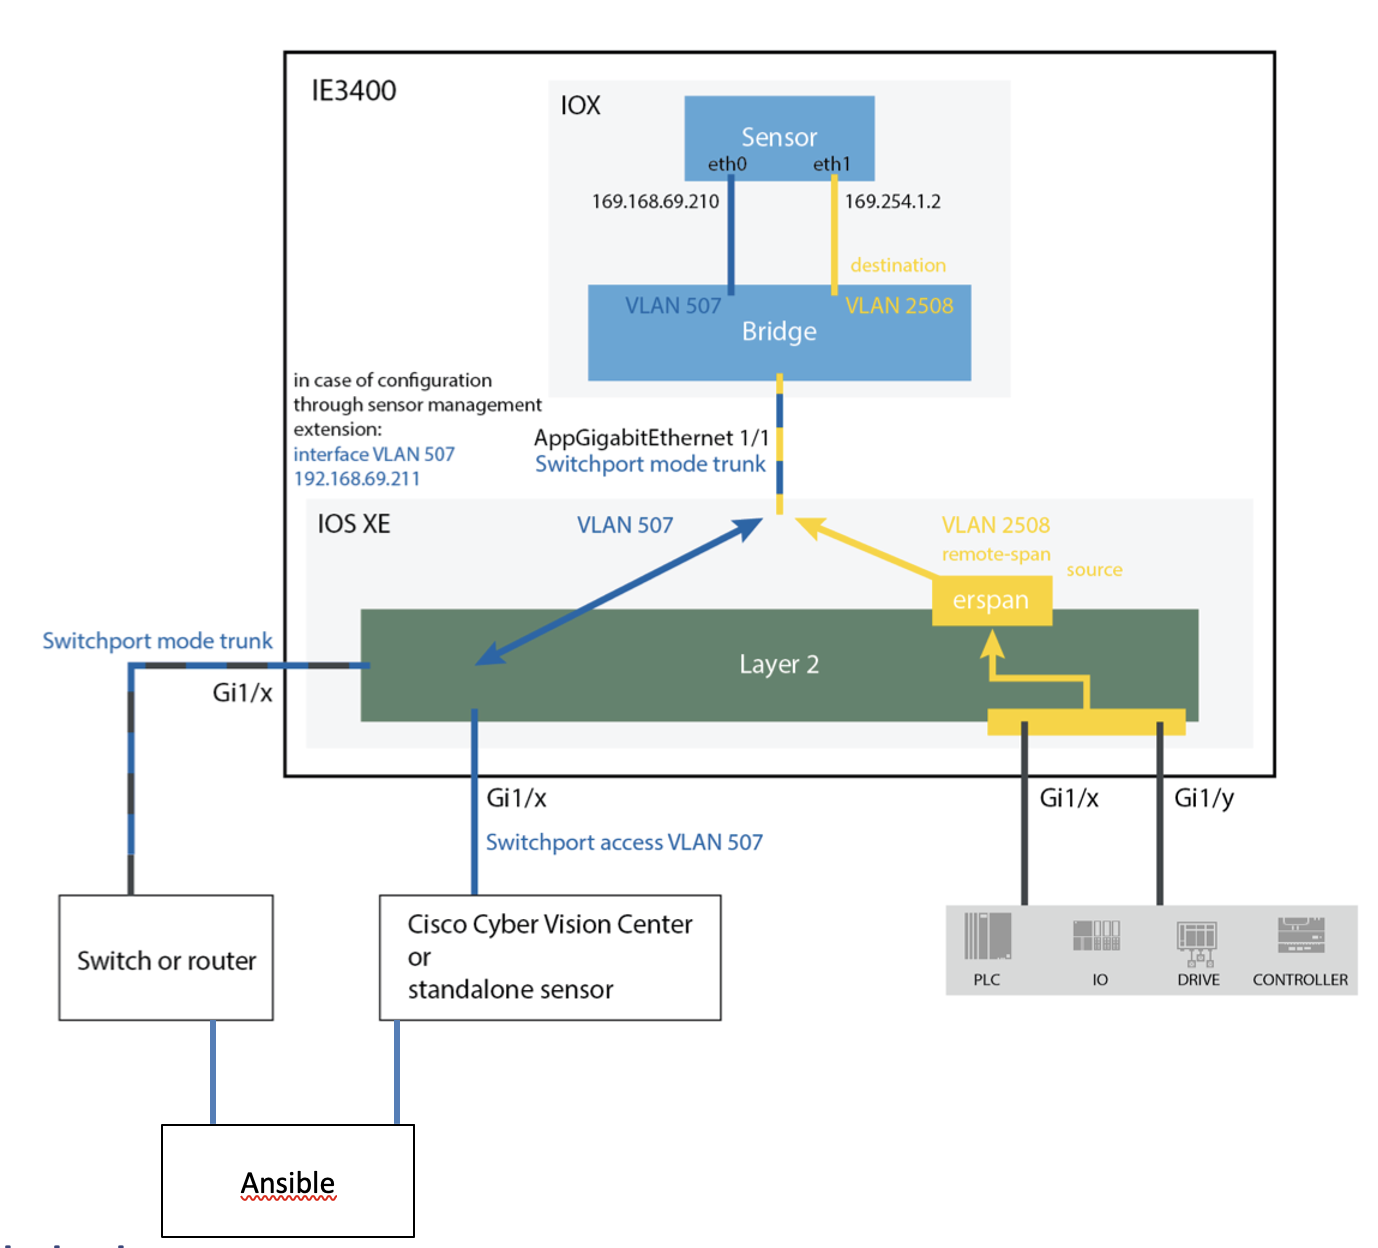 IE3400
IOX
Sensor
eth0
eth1
169.168.69.210
169.254.1.2
destination
VLAN 507
VLAN 2508
Bridge
in case of configuration
through sensor management
extension:
interface VLAN 507
192.168.69.211
AppGigabitEthernet 1/1
Switchport mode trunk
IOS XE
VLAN 507
VLAN 2508
remote-span
source
erspan
Switchport mode trunk
Layer 2
Gi1/x
Gi1/x
Gi1/x
Gi1/y
Switchport access VLAN 507
Switch or router
Cisco Cyber Vision Center
or
standalone sensor
PLC
IO
DRIVE
CONTROLLER
Ansible